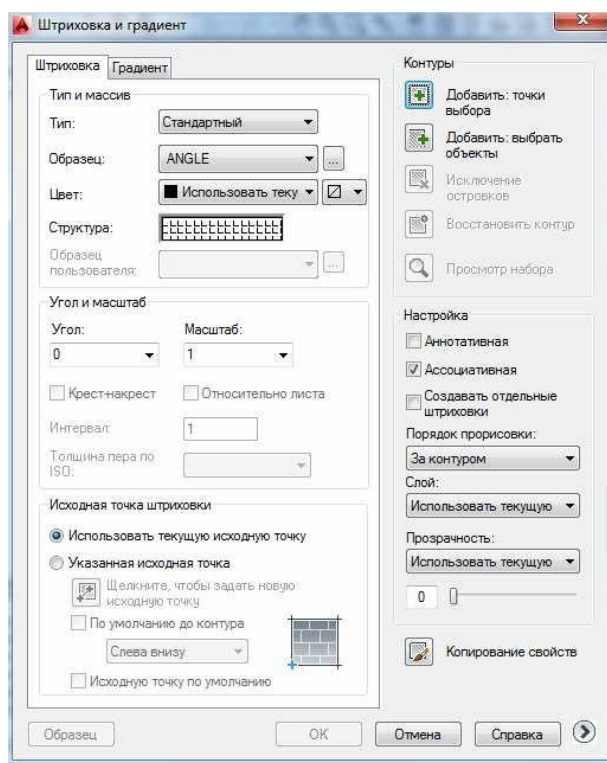 Штриховка и градиент
Штриховка
Градиент
Тип и массив
Тип:
Стандартный
Образец:
ANGLE
...
Цвет:
Использовать теку
Структура:
Образец
пользователя:
...
Угол и масштаб
Угол:
Масштаб:
0
1
Крест-накрест
Относительно листа
Интервал:
1
Толщина пера по
ISO:
Исходная точка штриховки
Использовать текущую исходную точку
Указанная исходная точка
Щелкните, чтобы задать новую
исходную точку
По умолчанию до контура
Слева внизу
Исходную точку по умолчанию
Контуры
Добавить: точки
выбора
Добавить: выбрать
объекты
Исключение
островков
Восстановить контур
Просмотр набора
Настройка
Аннотативная
Ассоциативная
Создавать отдельные
штриховки
Порядок прорисовки:
За контуром
Слой:
Использовать текущую
Прозрачность:
Использовать текущую
0
Копирование свойств
Образец
ОК
Отмена
Справка